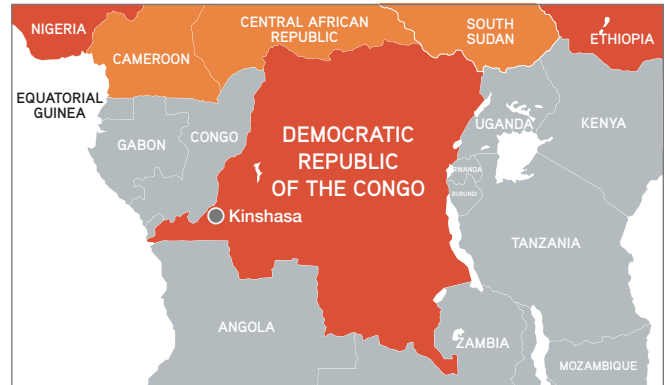 NIGERIA
CENTRAL AFRICAN
REPUBLIC
SOUTH
SUDAN
ETHIOPIA
CAMEROON
EQUATORIAL
GUINEA
GABON
CONGO
DEMOCRATIC
REPUBLIC
OF THE CONGO
UGANDA
KENYA
RWANDA
BURUNDI
Kinshasa
TANZANIA
ANGOLA
ZAMBIA
MOZAMBIQUE